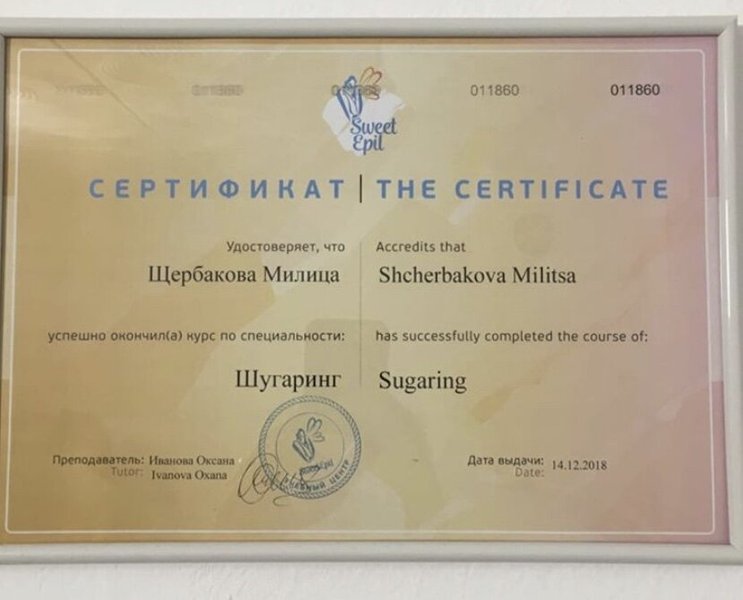 011860
011860
Sweet
Epil
СЕРТИФИКАТ | THE CERTIFICATE
Удостоверяет, что
Accredits that
Щербакова Милица
Shcherbakova Militsa
успешно окончил(а) курс по специальности:
has successfully completed the course of:
Шугаринг
Sugaring
Преподаватель: Иванова Оксана
Tutor: Ivanova Oxana
Дата выдачи: 14.12.2018
Date:
ЦЕНТР